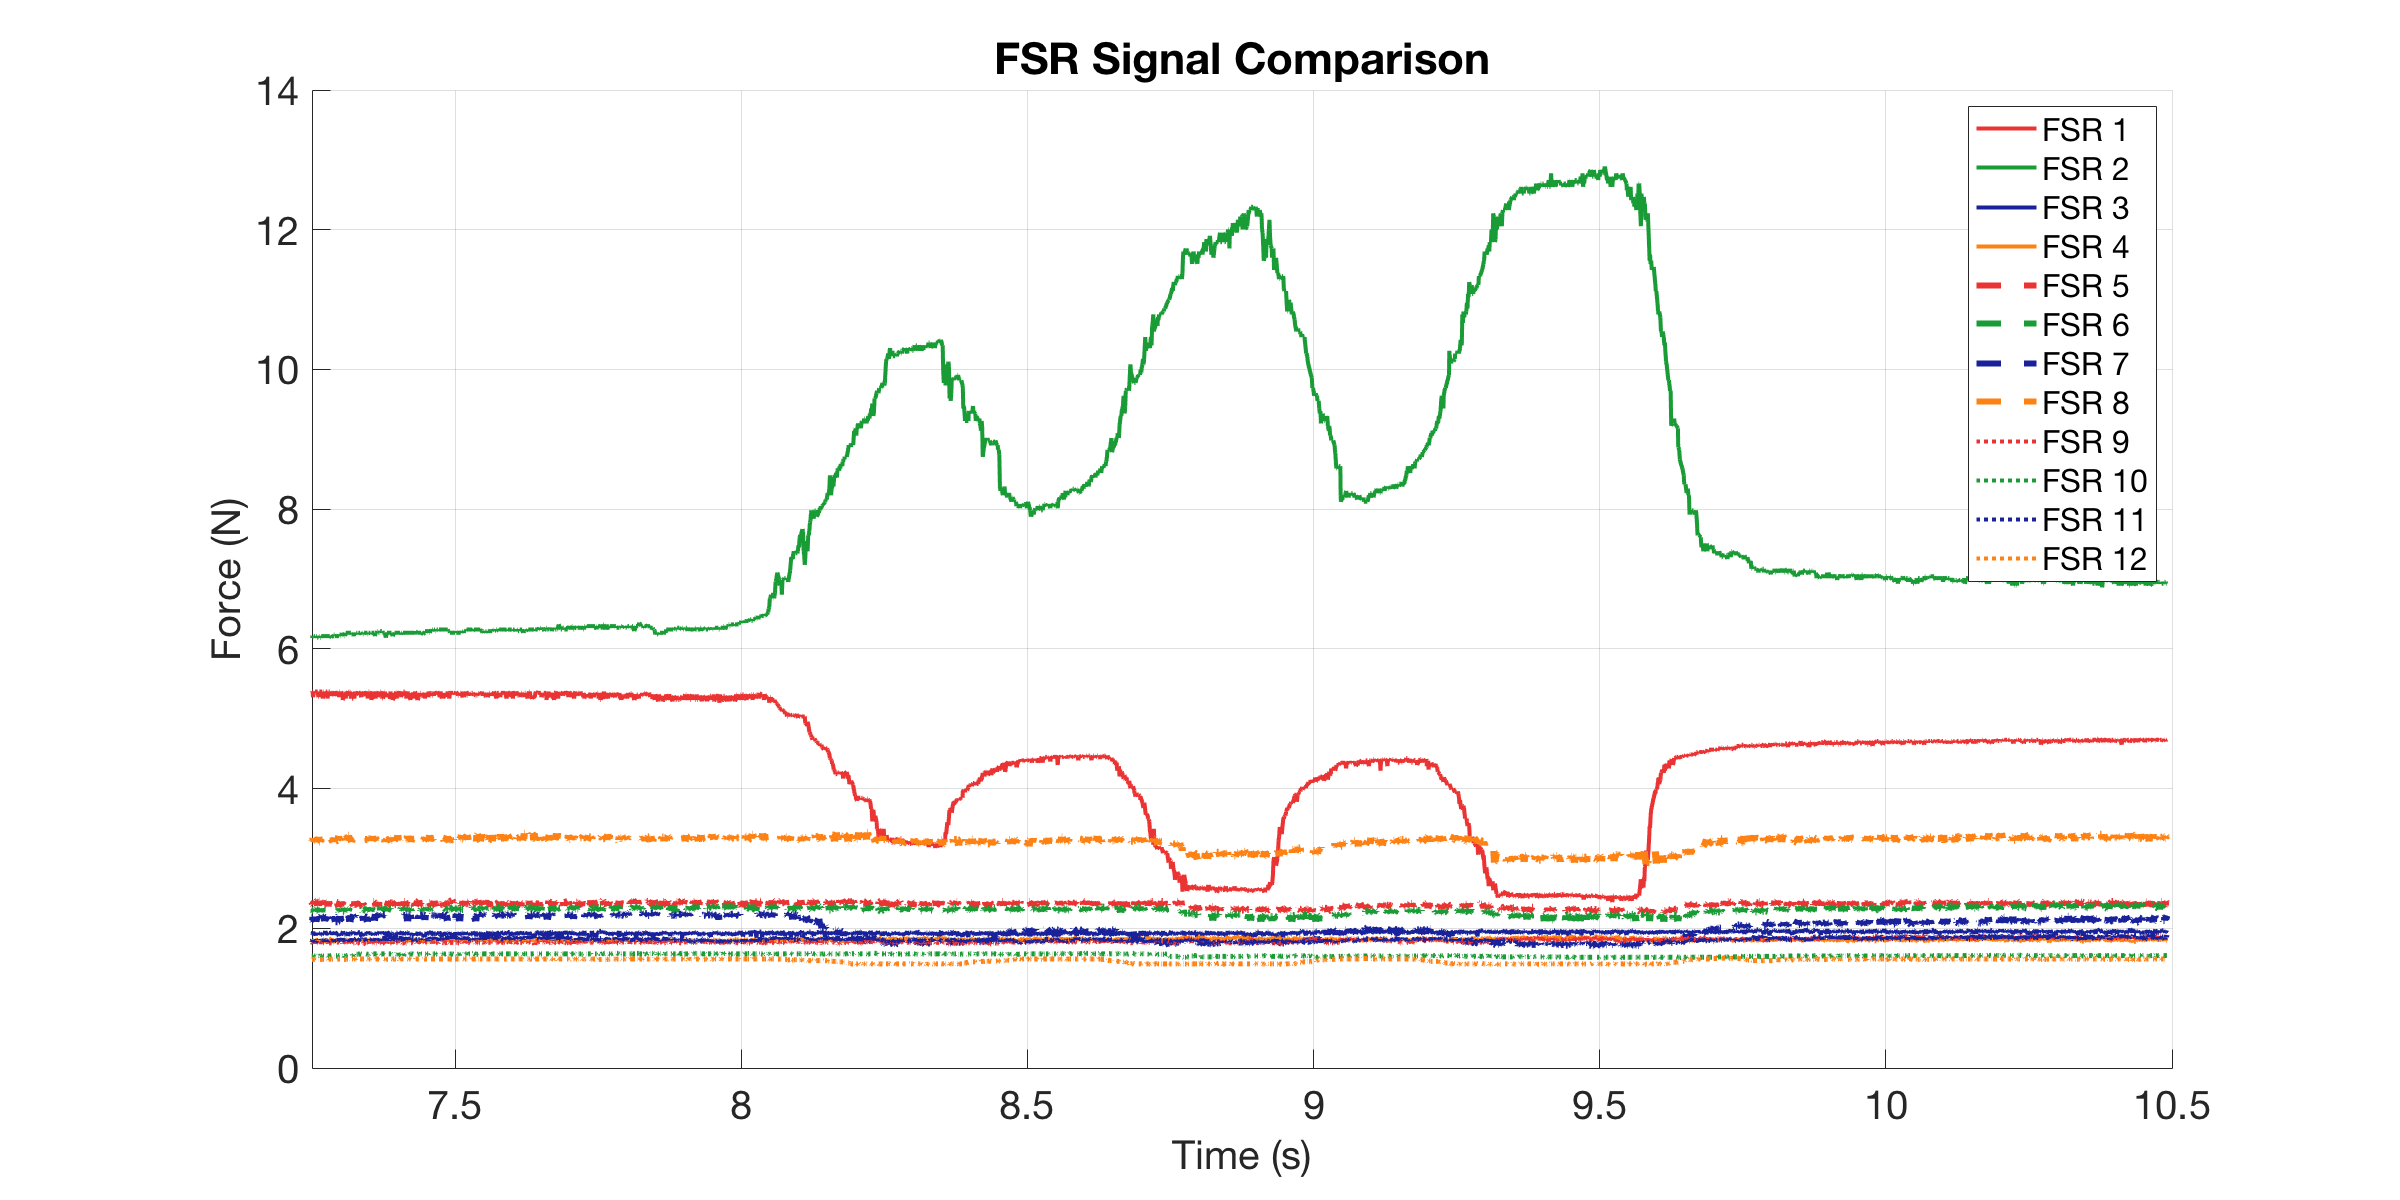 FSR Signal Comparison
14
12
10
8
6
4
2
0
Force (N)
FSR 1
FSR 2
FSR 3
FSR 4
FSR 5
FSR 6
FSR 7
FSR 8
FSR 9
FSR 10
FSR 11
FSR 12
7.5 8 8.5 9 9.5 10 10.5
Time (s)